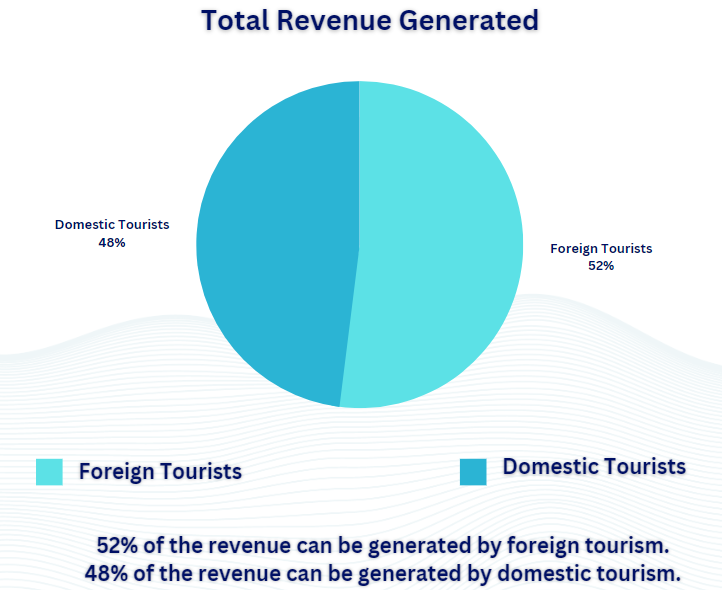 Total Revenue Generated
Domestic Tourists
48%
Foreign Tourists
52%
Foreign Tourists
Domestic Tourists
52% of the revenue can be generated by foreign tourism.
48% of the revenue can be generated by domestic tourism.